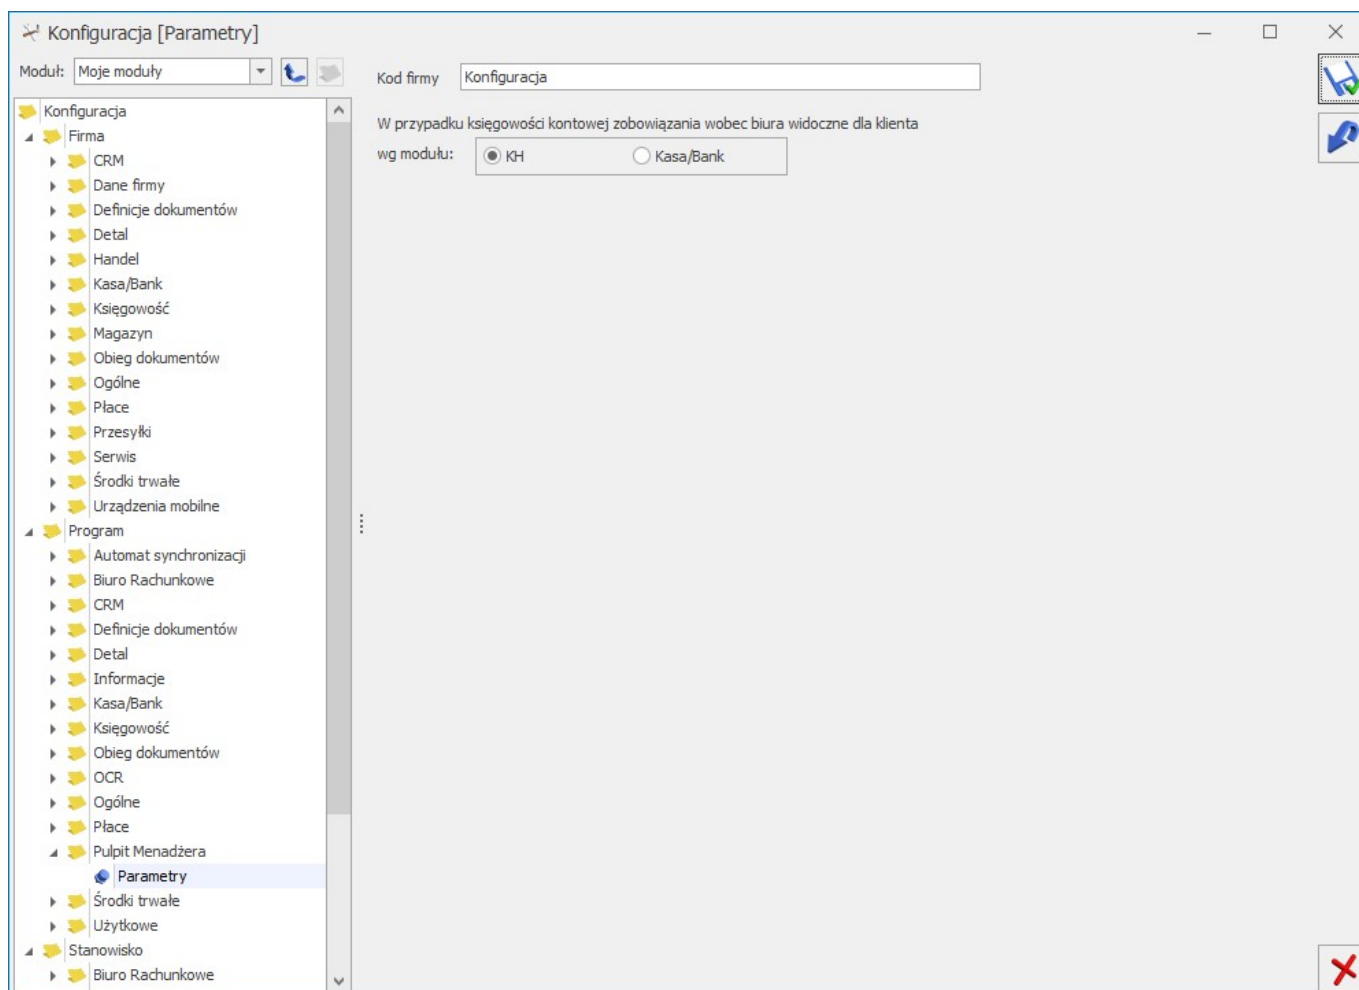 Konfiguracja [Parametry]
Moduł: Moje moduły
Kod firmy Konfiguracja
W przypadku księgowości kontowej zobowiązania wobec biura widoczne dla klienta
wg modułu: KH Kasa/Bank
Konfiguracja
Firma
CRM
Dane firmy
Definicje dokumentów
Detal
Handel
Kasa/Bank
Księgowość
Magazyn
Obieg dokumentów
Ogólne
Płace
Przesyłki
Serwis
Środki trwałe
Urządzenia mobilne
Program
Automat synchronizacji
Biuro Rachunkowe
CRM
Definicje dokumentów
Detal
Informacje
Kasa/Bank
Księgowość
Obieg dokumentów
OCR
Ogólne
Płace
Pulpit Menadżera
Parametry
Środki trwałe
Użytkowe
Stanowisko
Biuro Rachunkowe